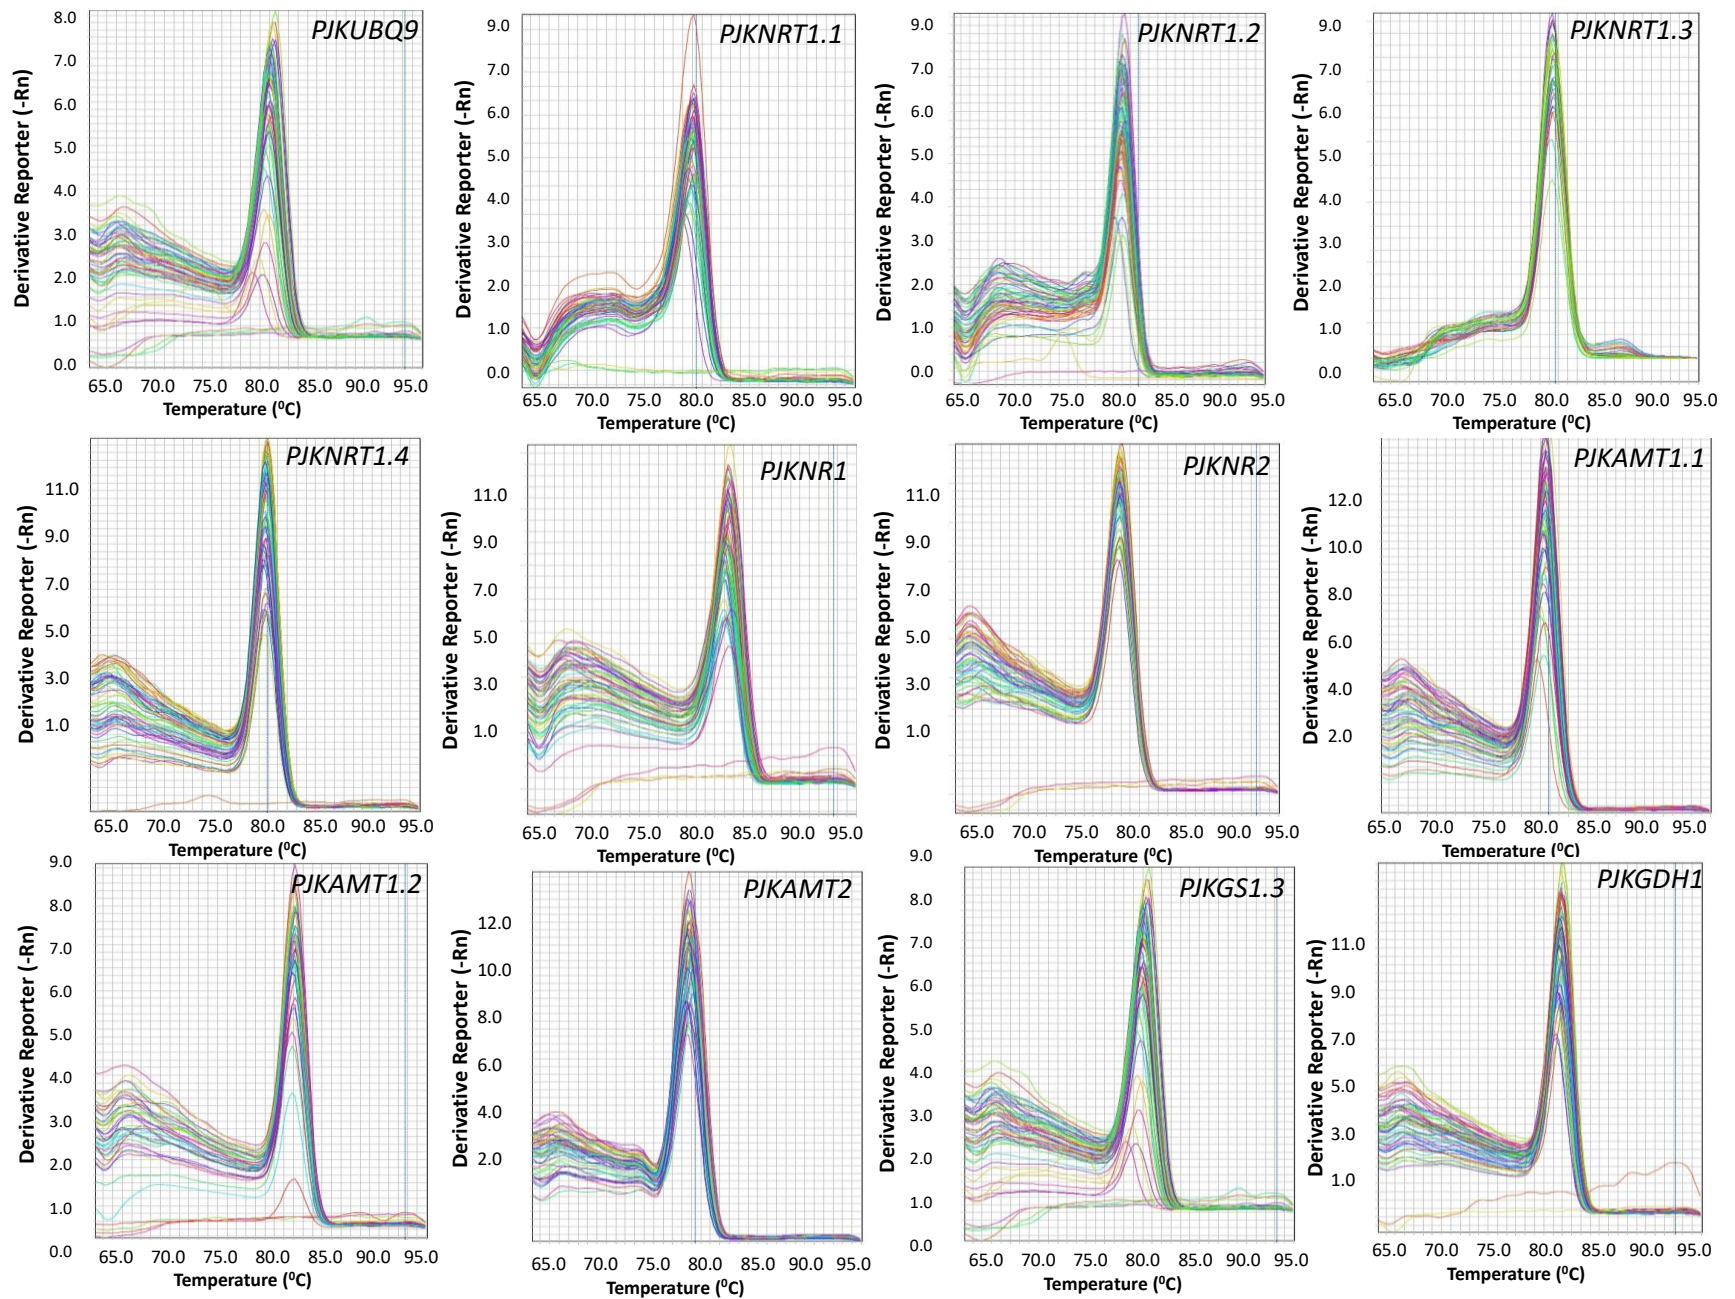 PJKUBQ9
Derivative Reporter (-Rn)
8.0
7.0
6.0
5.0
4.0
3.0
2.0
1.0
0.0
65.0 70.0 75.0 80.0 85.0 90.0 95.0
Temperature (⁰C)
PJKNRT1.1
Derivative Reporter (-Rn)
9.0
7.0
6.0
5.0
4.0
3.0
2.0
1.0
0.0
65.0 70.0 75.0 80.0 85.0 90.0 95.0
Temperature (⁰C)
PJKNRT1.2
Derivative Reporter (-Rn)
9.0
7.0
6.0
5.0
4.0
3.0
2.0
1.0
0.0
65.0 70.0 75.0 80.0 85.0 90.0 95.0
Temperature (⁰C)
PJKNRT1.3
Derivative Reporter (-Rn)
9.0
7.0
6.0
5.0
4.0
3.0
2.0
1.0
0.0
65.0 70.0 75.0 80.0 85.0 90.0 95.0
Temperature (⁰C)
PJKNRT1.4
Derivative Reporter (-Rn)
11.0
9.0
7.0
5.0
3.0
1.0
65.0 70.0 75.0 80.0 85.0 90.0 95.0
Temperature (⁰C)
PJKNR1
Derivative Reporter (-Rn)
11.0
9.0
7.0
5.0
3.0
1.0
65.0 70.0 75.0 80.0 85.0 90.0 95.0
Temperature (⁰C)
PJKNR2
Derivative Reporter (-Rn)
11.0
9.0
7.0
5.0
3.0
1.0
65.0 70.0 75.0 80.0 85.0 90.0 95.0
Temperature (⁰C)
PJKAMT1.1
Derivative Reporter (-Rn)
12.0
10.0
8.0
6.0
4.0
2.0
65.0 70.0 75.0 80.0 85.0 90.0 95.0
Temperature (⁰C)
PJKAMT1.2
Derivative Reporter (-Rn)
9.0
8.0
7.0
6.0
5.0
4.0
3.0
2.0
1.0
0.0
65.0 70.0 75.0 80.0 85.0 90.0 95.0
Temperature (⁰C)
PJKAMT2
Derivative Reporter (-Rn)
12.0
10.0
8.0
6.0
4.0
2.0
65.0 70.0 75.0 80.0 85.0 90.0 95.0
Temperature (⁰C)
PJKGS1.3
Derivative Reporter (-Rn)
9.0
8.0
7.0
6.0
5.0
4.0
3.0
2.0
1.0
0.0
65.0 70.0 75.0 80.0 85.0 90.0 95.0
Temperature (⁰C)
PJKGDH1
Derivative Reporter (-Rn)
11.0
9.0
7.0
5.0
3.0
1.0
65.0 70.0 75.0 80.0 85.0 90.0 95.0
Temperature (⁰C)